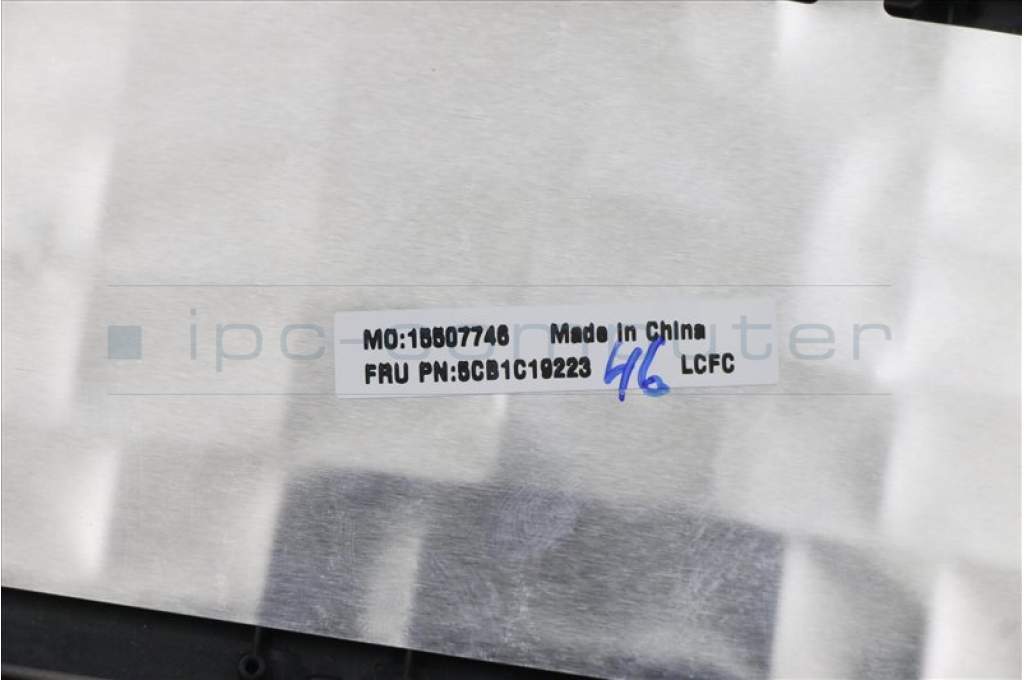 MO:15507746 Made in China
FRU PN:5CB1C19223 46 LCFC
ipc-computer